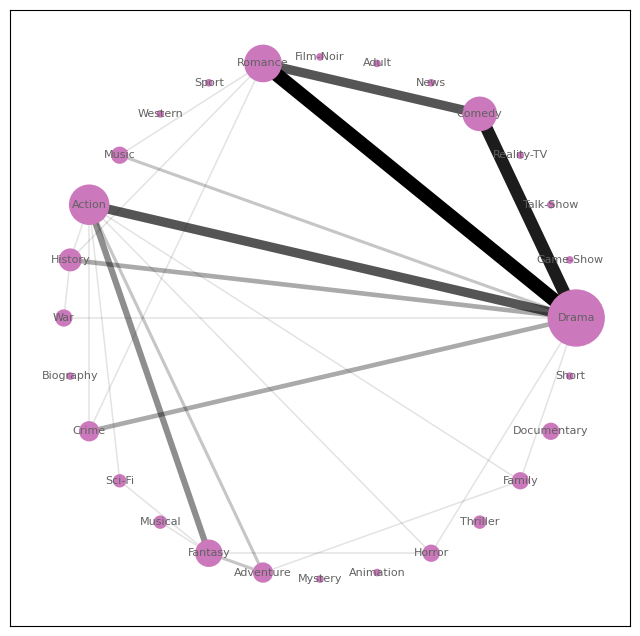 Film-Noir
Romance
Adult
Sport
News
Western
Comedy
Music
Reality-TV
Action
Talk-Show
History
Game-Show
War
Drama
Biography
Short
Crime
Documentary
Sci-Fi
Family
Musical
Thriller
Fantasy
Horror
Adventure
Animation
Mystery